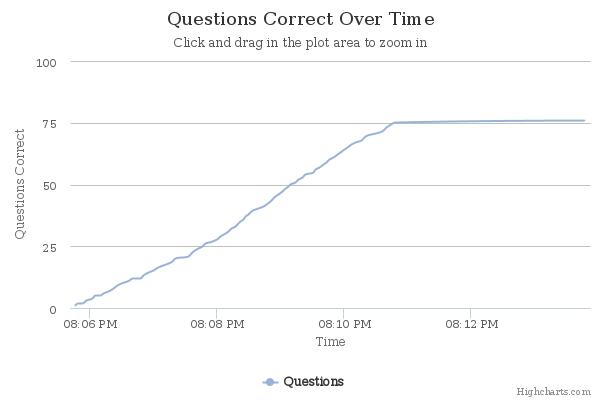 Questions Correct Over Time
Click and drag in the plot area to zoom in
100
75
50
25
0
Questions Correct
08:06 PM 08:08 PM 08:10 PM 08:12 PM
Time
Questions
Highcharts.com